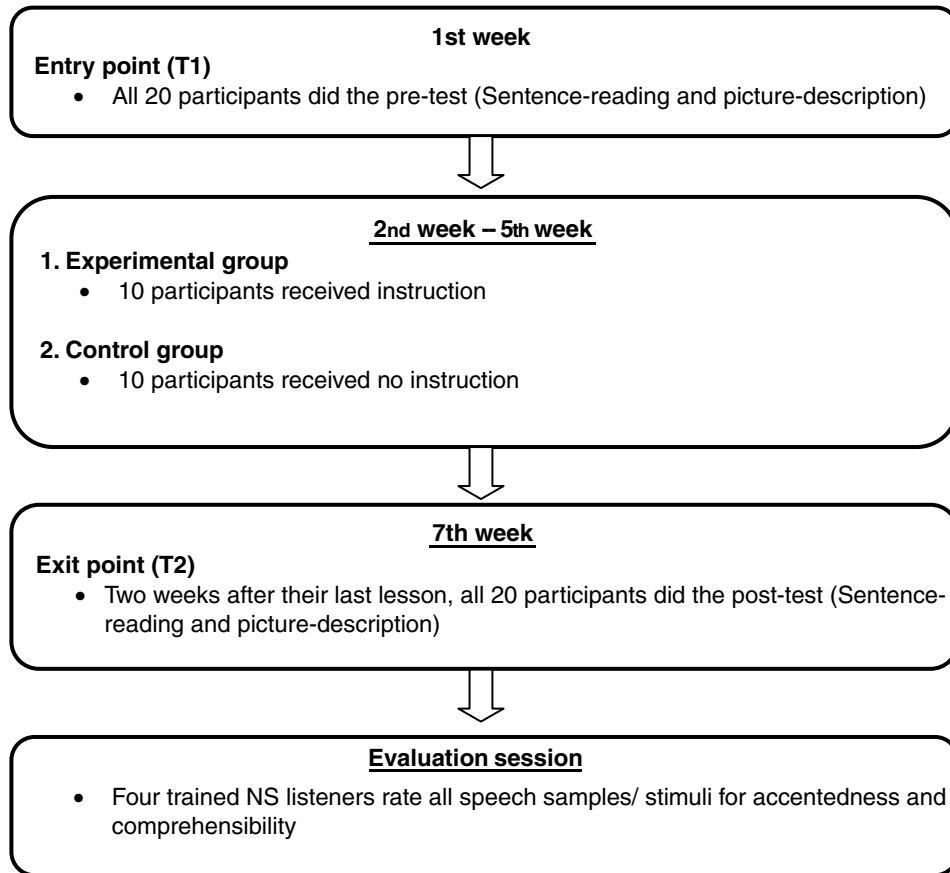 1st week
Entry point (T1)
• All 20 participants did the pre-test (Sentence-reading and picture-description)
2nd week – 5th week
1. Experimental group
• 10 participants received instruction
2. Control group
• 10 participants received no instruction
7th week
Exit point (T2)
• Two weeks after their last lesson, all 20 participants did the post-test (Sentence-
reading and picture-description)
Evaluation session
• Four trained NS listeners rate all speech samples/ stimuli for accentedness and
comprehensibility